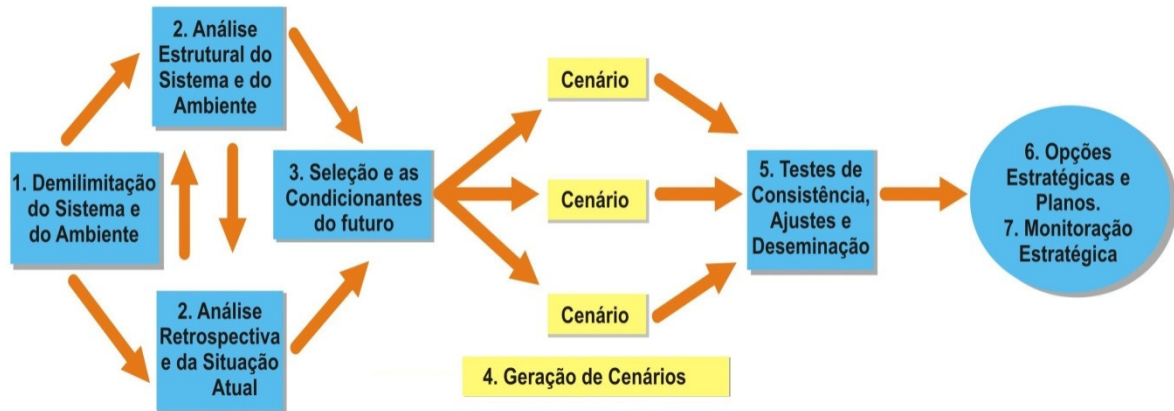 2. Análise
Estrutural do
Sistema e do
Ambiente
1. Demilimitação
do Sistema e
do Ambiente
2. Análise
Retrospectiva
e da Situação
Atual
3. Seleção e as
Condicionantes
do futuro
Cenário
Cenário
Cenário
4. Geração de Cenários
5. Testes de
Consistência,
Ajustes e
Deseminação
6. Opções
Estratégicas e
Planos.
7. Monitoração
Estratégica